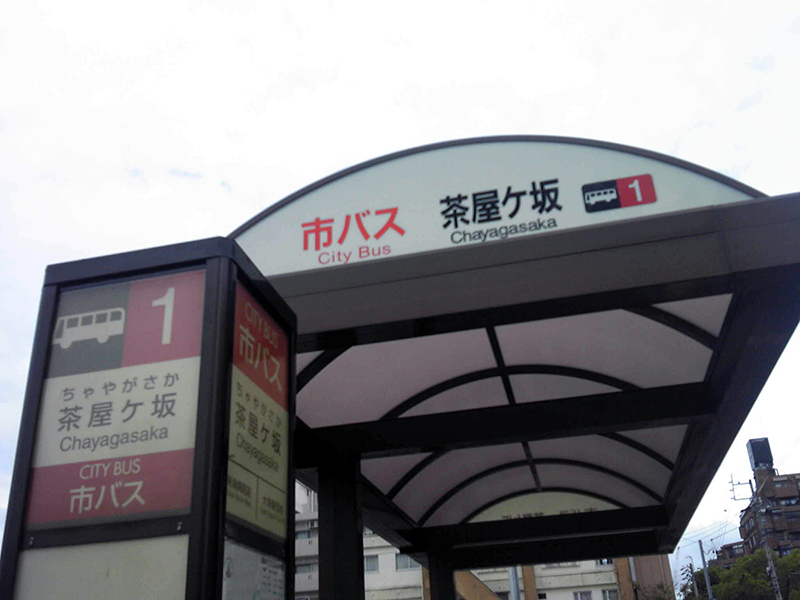 市バス 茶屋ケ坂 1
City Bus Chayagasaka
1
ちゃやがさか
茶屋ケ坂
Chayagasaka
CITY BUS
市バス
CITY BUS
市バス
ちゃやがさか
茶屋ケ坂
Chayagasaka